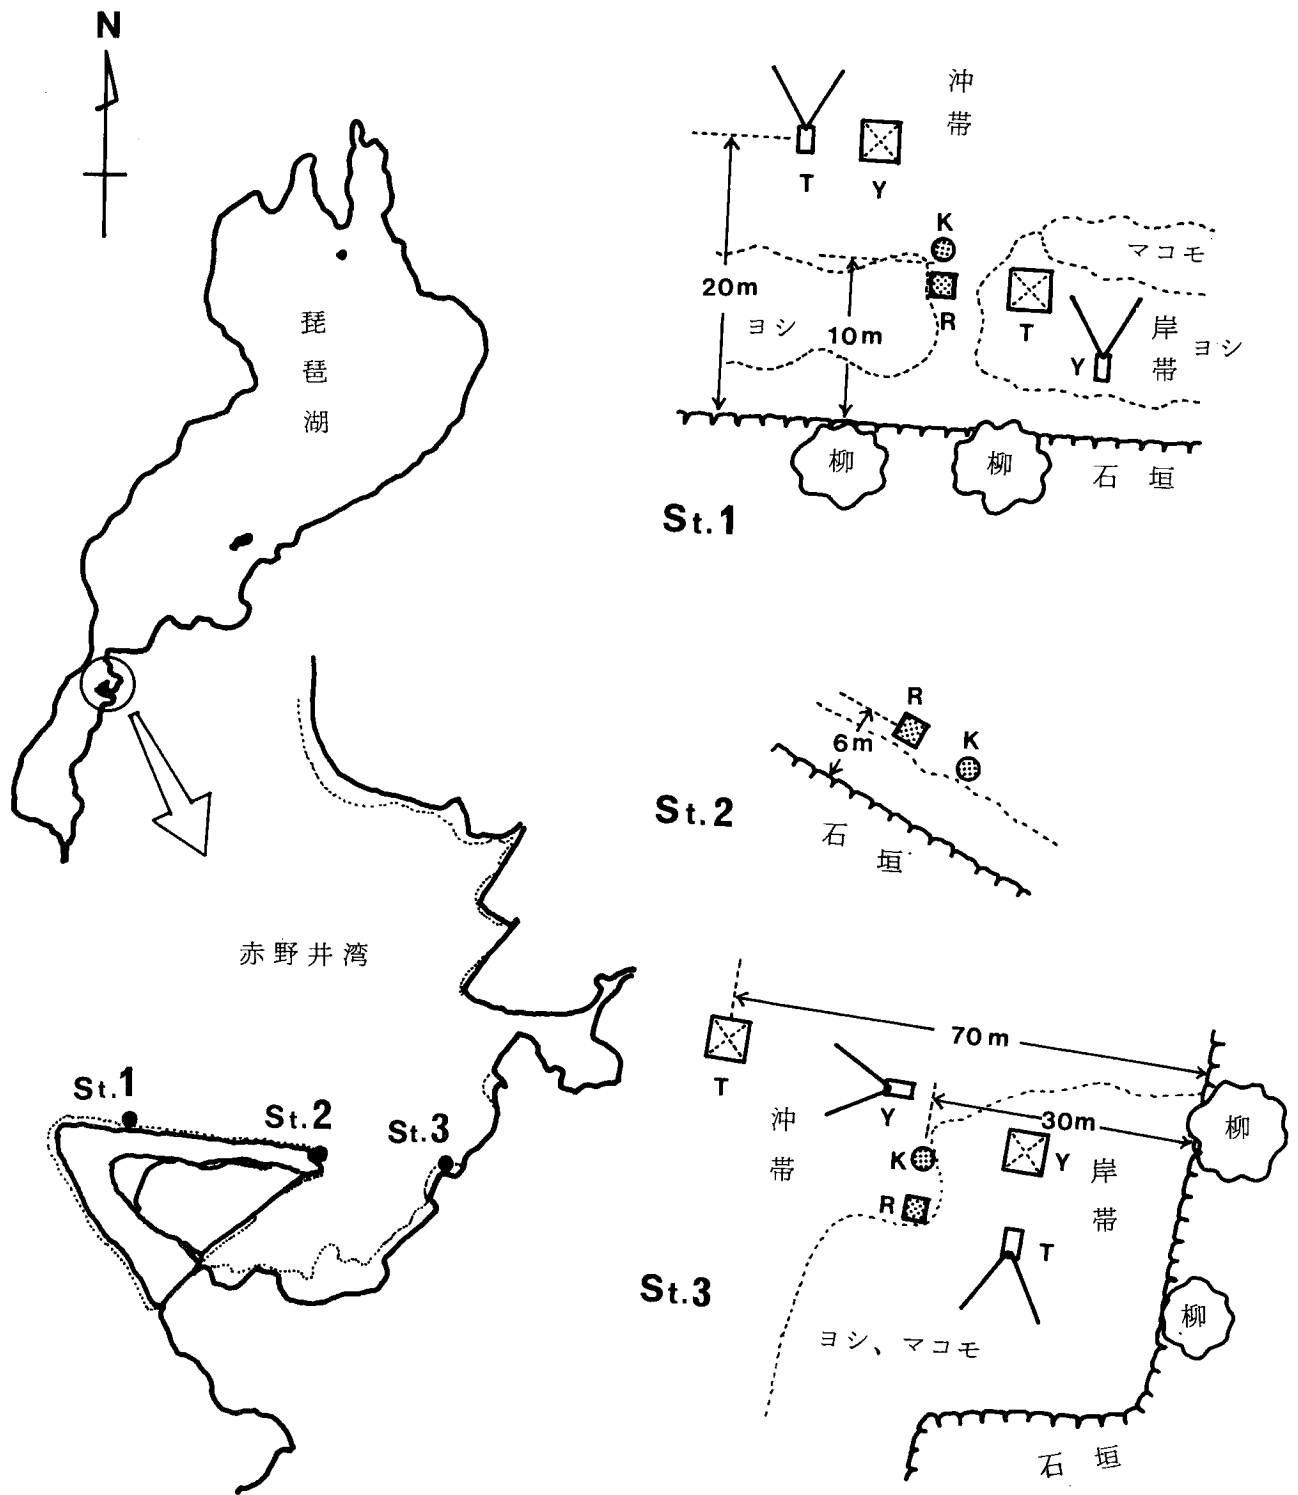 N
琵琶湖
赤野井湾
St.1
St.2
St.3
沖帯
T
Y
K
マコモ
20m
ヨシ
10m
R
T
岸帯
ヨシ
Y
柳
柳
石垣
St.1
R
K
6m
St.2
石垣
70m
T
Y
沖帯
30m
柳
K
Y
岸帯
R
T
St.3
柳
ヨシ、マコモ
石垣